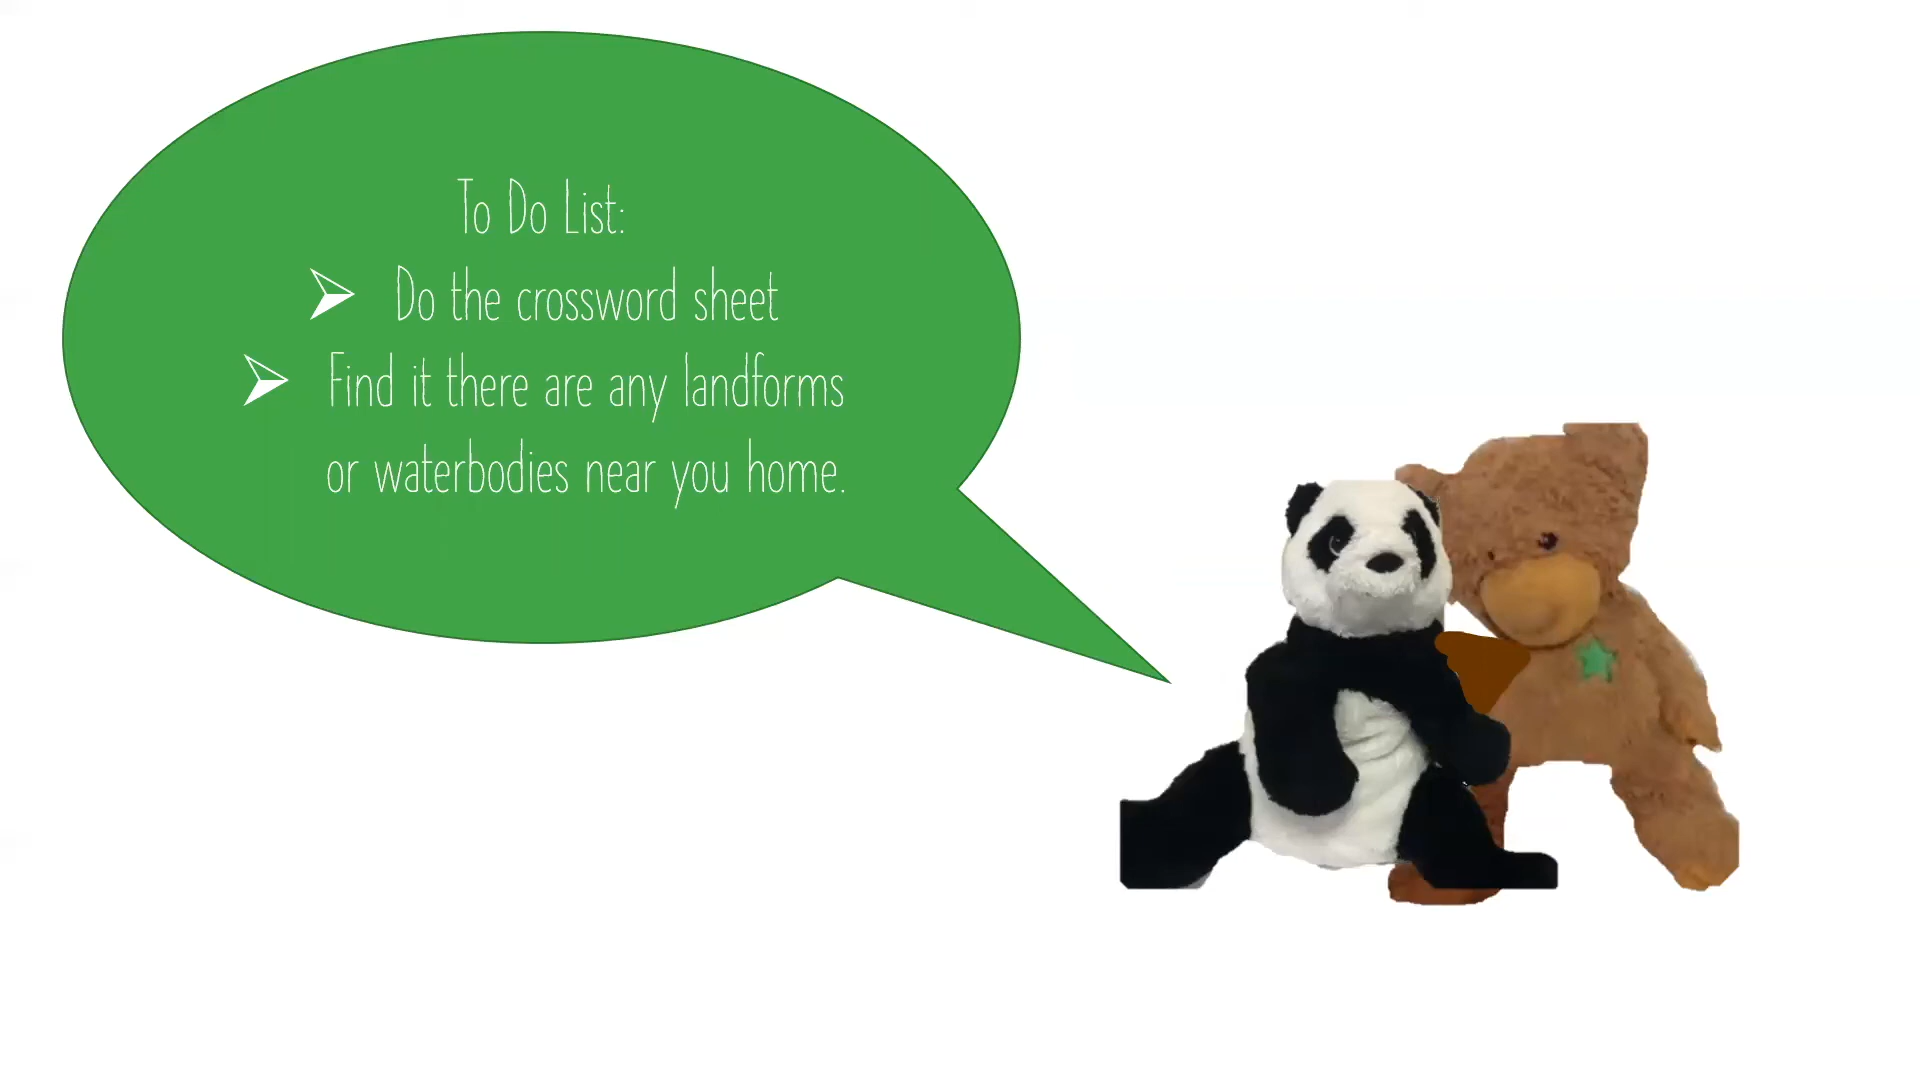 To Do List:
➢ Do the crossword sheet
➢ Find it there are any landforms
or waterbodies near you home.